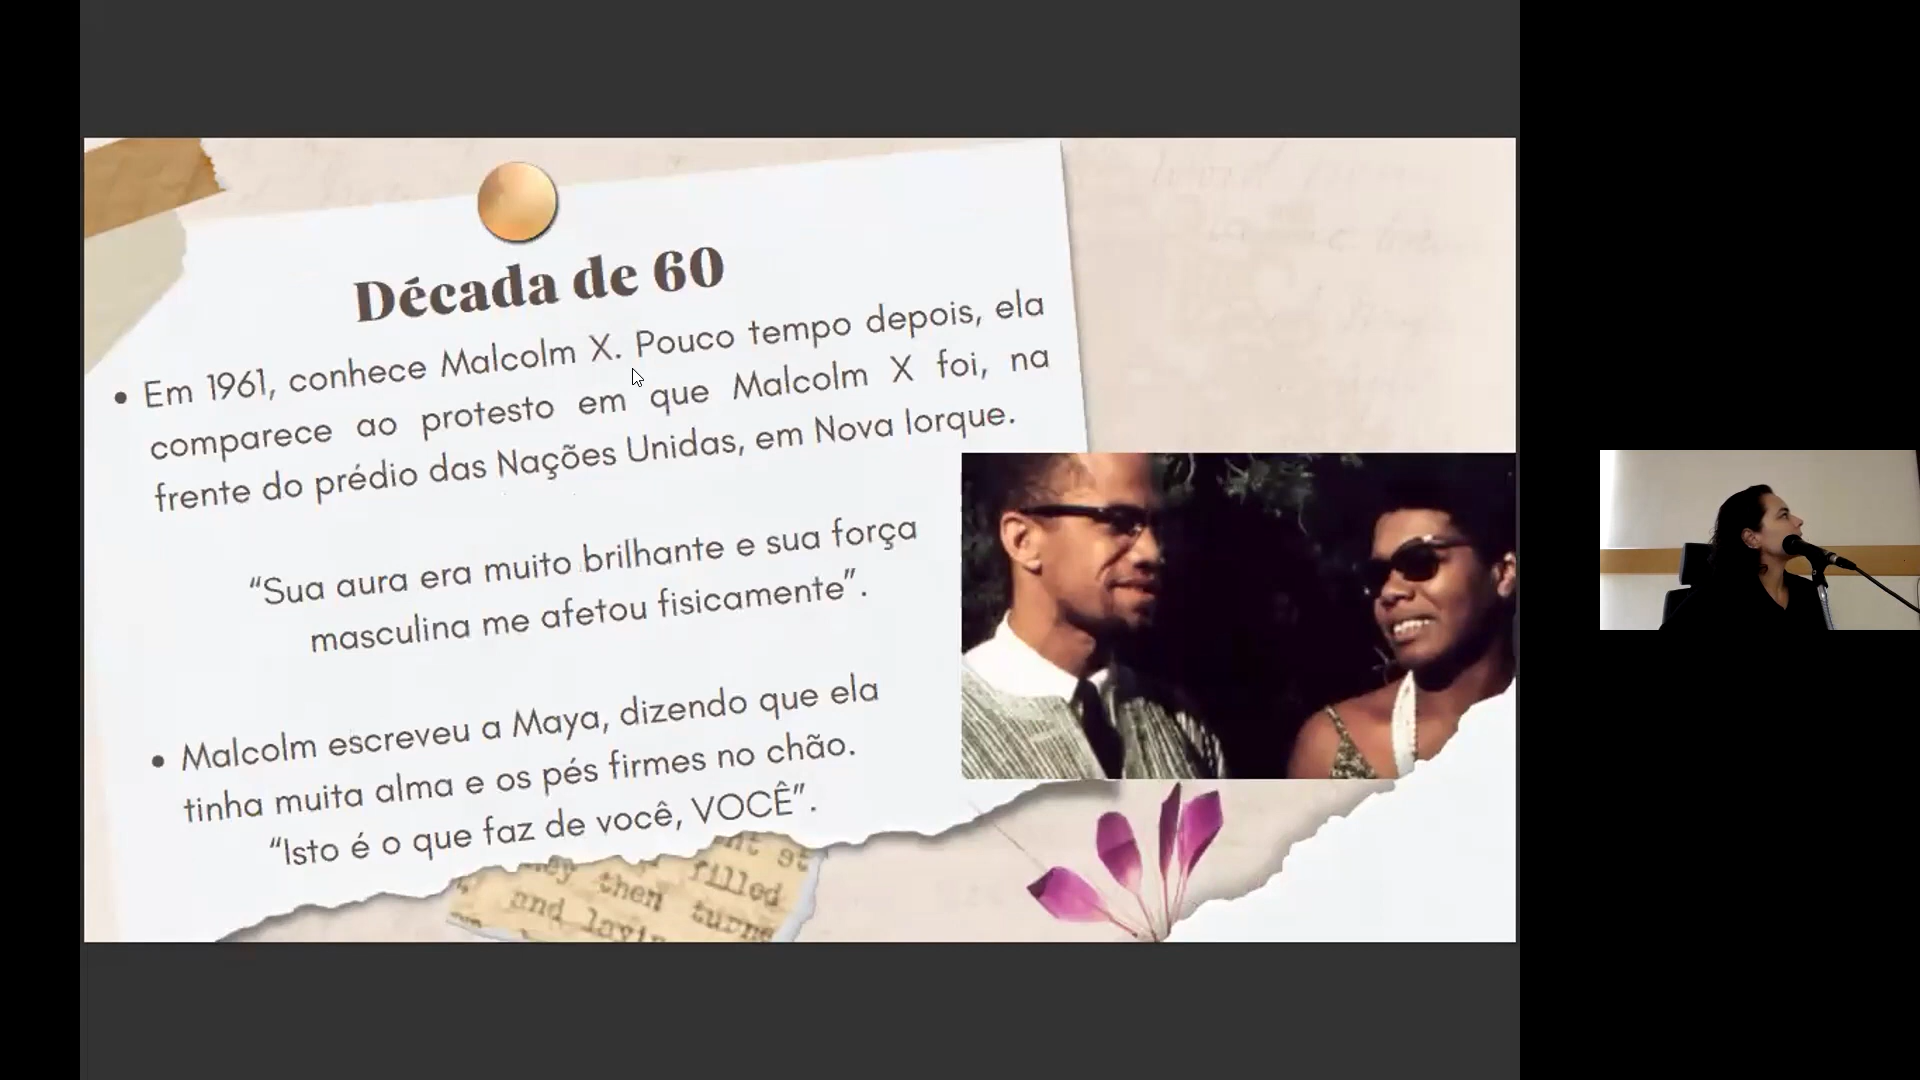 Década de 60
• Em 1961, conhece Malcolm X. Pouco tempo depois, ela
comparece ao protesto em que Malcolm X foi, na
frente do prédio das Nações Unidas, em Nova Iorque.
“Sua aura era muito brilhante e sua força
masculina me afetou fisicamente”.
• Malcolm escreveu a Maya, dizendo que ela
tinha muita alma e os pés firmes no chão.
“Isto é o que faz de você, VOCÊ”.
filled
then
and